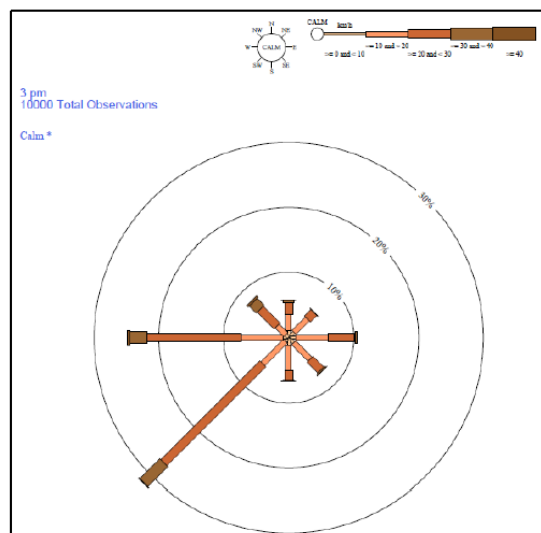 N
NW NE
W CALM E
SW SE
S
CALM km/h
>= 10 and < 20 >= 30 and < 40
>= 0 and < 10 >= 20 and < 30 >= 40
3 pm
10000 Total Observations
Calm *
30%
20%
10%